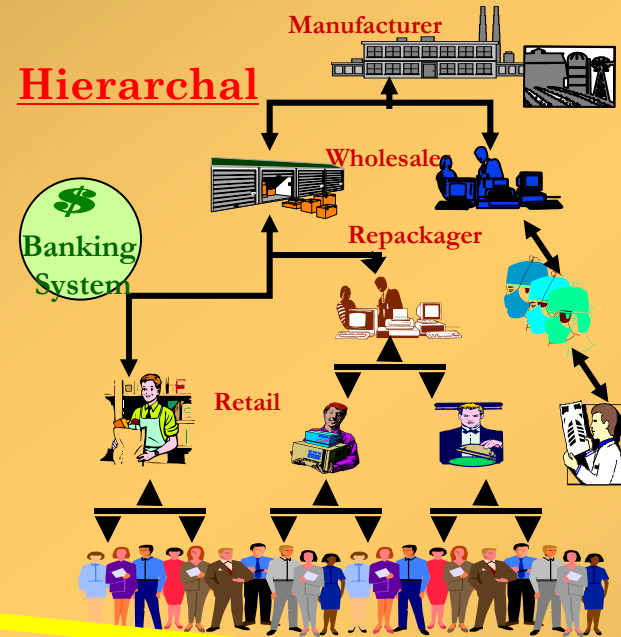 Manufacturer
Hierarchal
Wholesale
$
Banking
System
Repackager
Retail